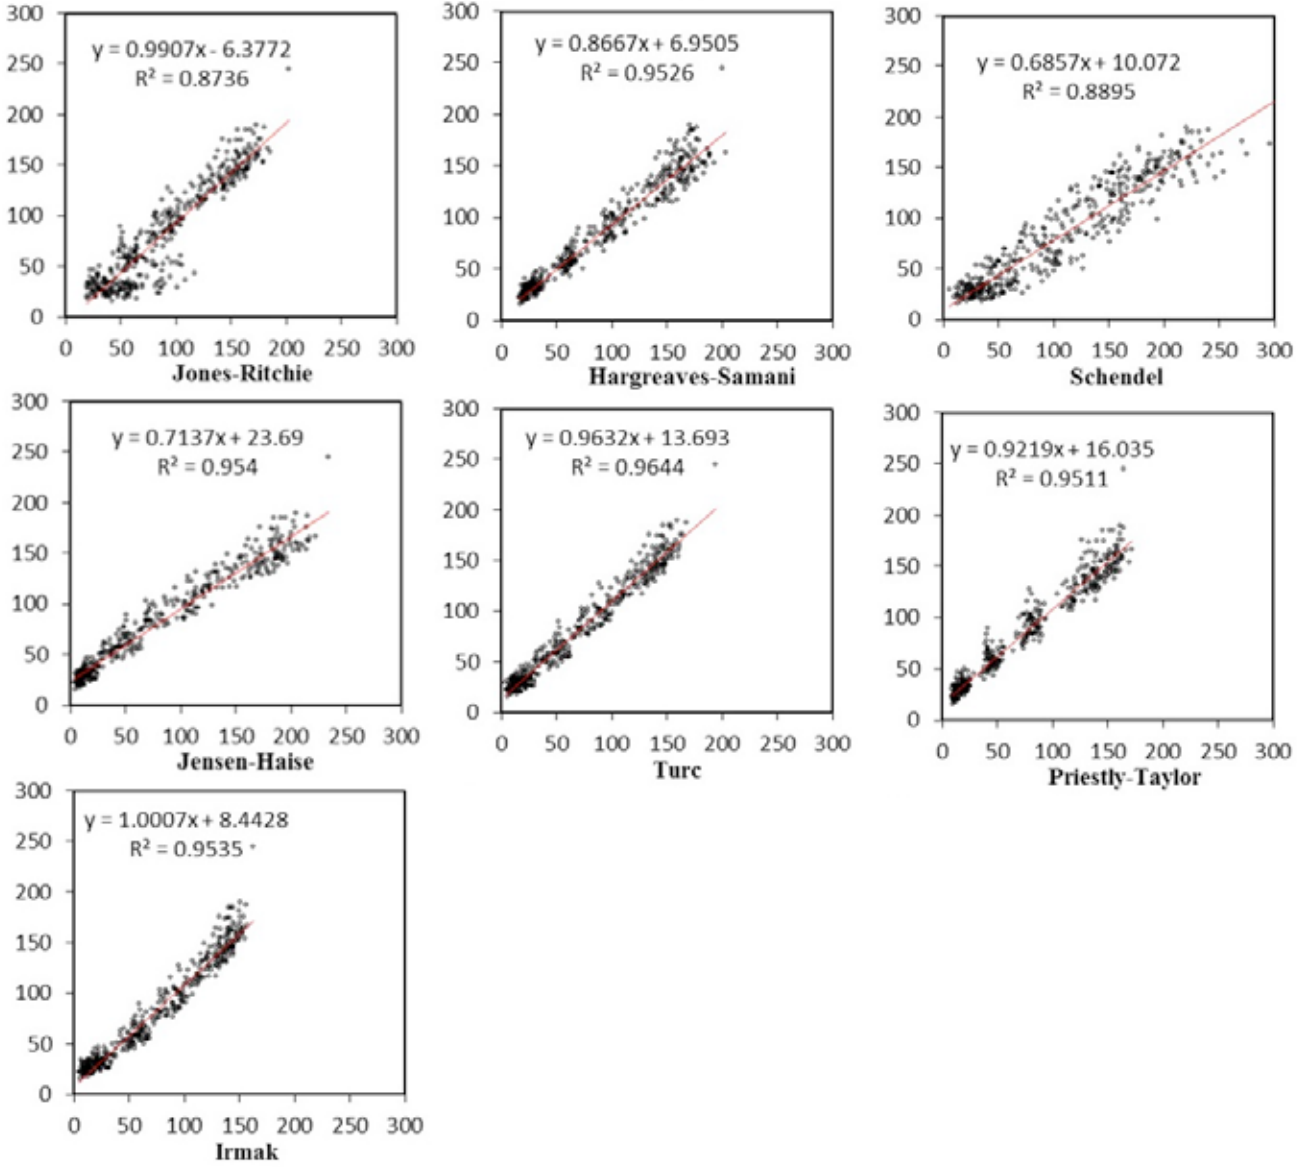 300
250
200
150
100
50
0
y = 0.9907x - 6.3772
R² = 0.8736
0 50 100 150 200 250 300
Jones-Ritchie
300
250
200
150
100
50
0
y = 0.8667x + 6.9505
R² = 0.9526
0 50 100 150 200 250 300
Hargreaves-Samani
300
250
200
150
100
50
0
y = 0.6857x + 10.072
R² = 0.8895
0 50 100 150 200 250 300
Schendel
300
250
200
150
100
50
0
y = 0.7137x + 23.69
R² = 0.954
0 50 100 150 200 250 300
Jensen-Haise
300
250
200
150
100
50
0
y = 0.9632x + 13.693
R² = 0.9644
0 50 100 150 200 250 300
Turc
300
250
200
150
100
50
0
y = 0.9219x + 16.035
R² = 0.9511
0 50 100 150 200 250 300
Priestly-Taylor
300
250
200
150
100
50
0
y = 1.0007x + 8.4428
R² = 0.9535
0 50 100 150 200 250 300
Irmak